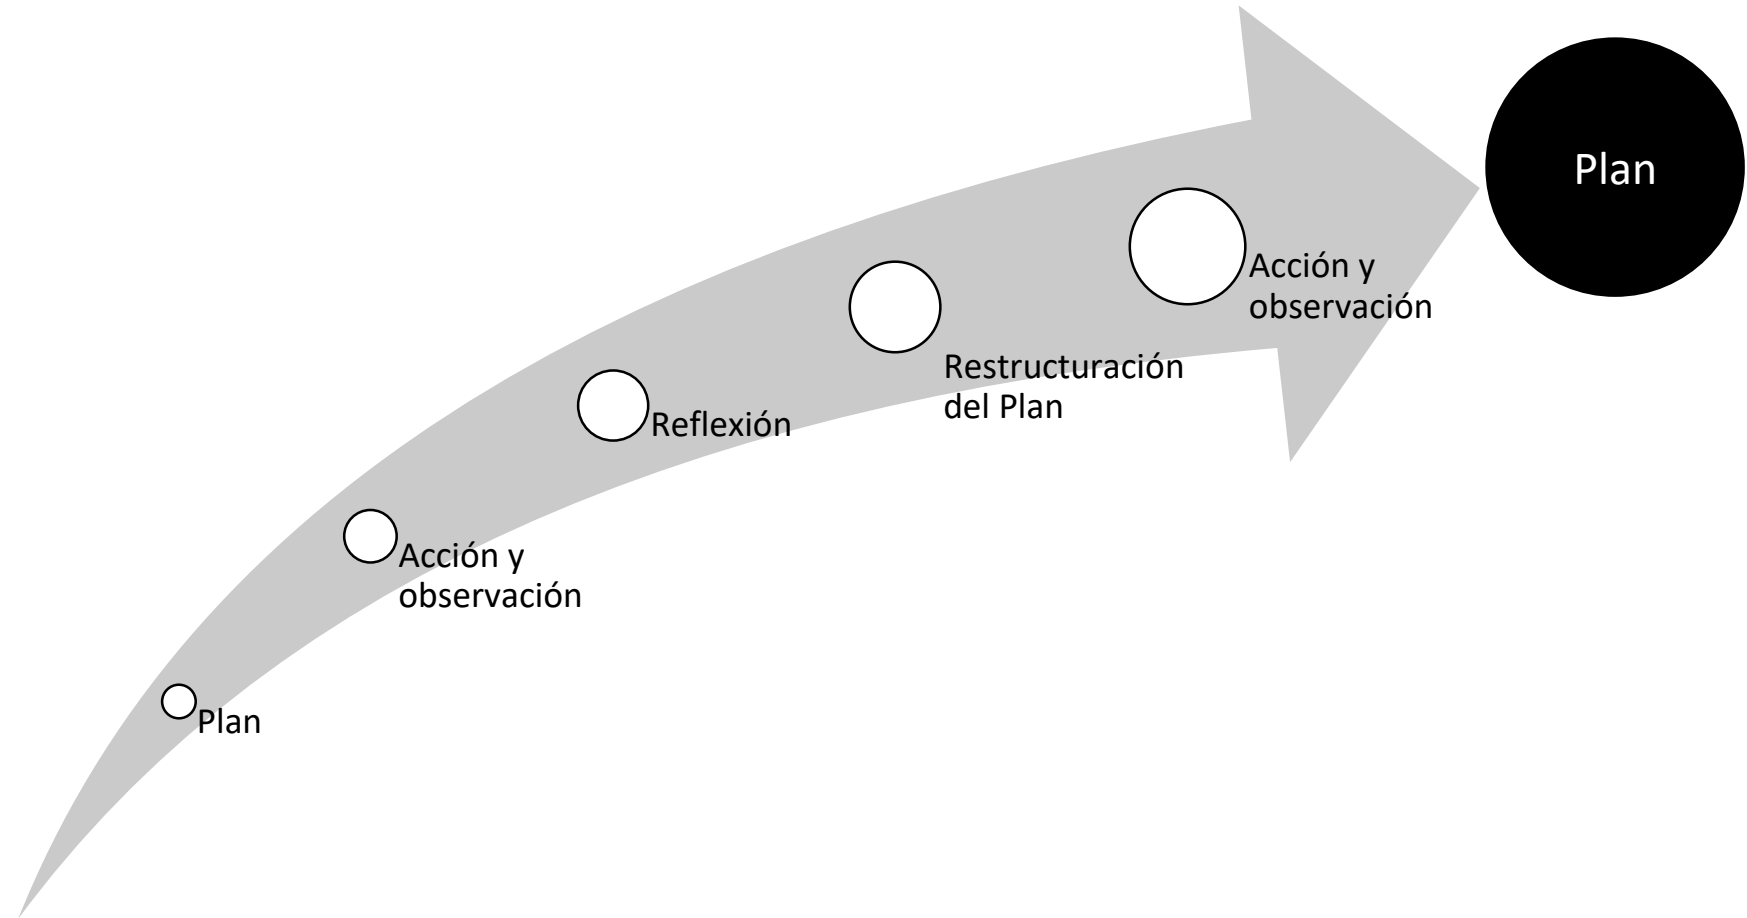 Plan
Acción y
observación
Reflexión
Restructuración
del Plan
Acción y
observación
Plan